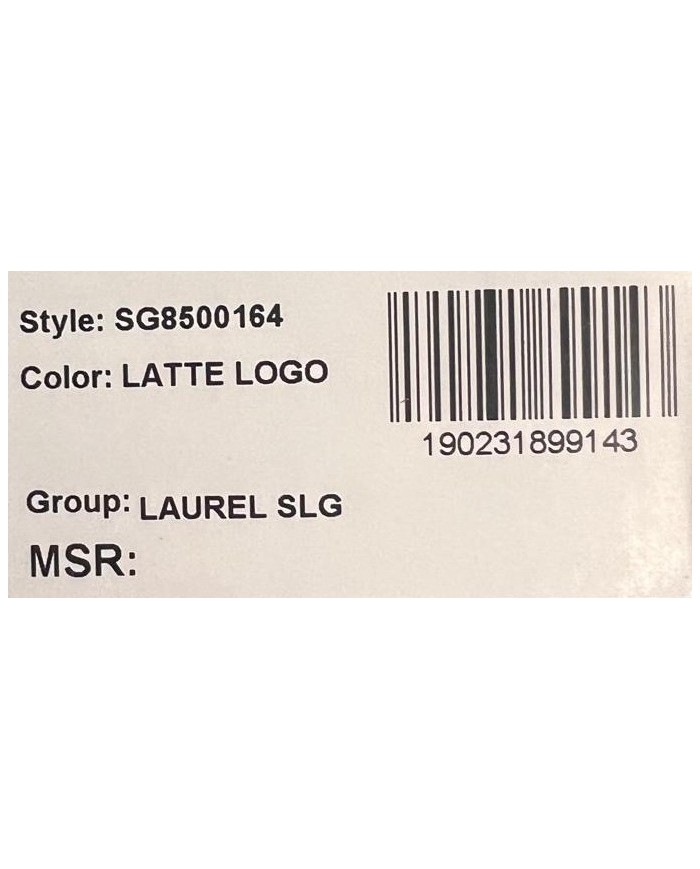 Style: SG8500164
Color: LATTE LOGO
190231899143
Group: LAUREL SLG
MSR: